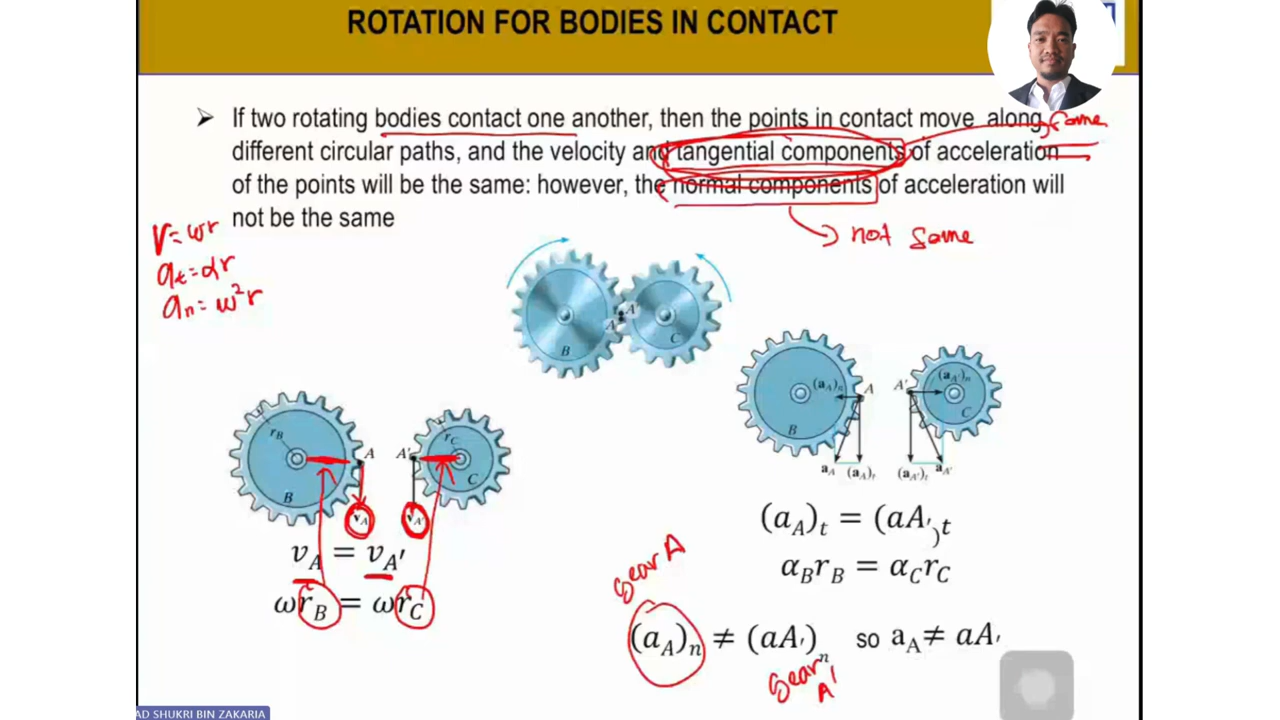 ROTATION FOR BODIES IN CONTACT
➤ If two rotating bodies contact one another, then the points in contact move along
different circular paths, and the velocity and tangential components of acceleration
of the points will be the same: however, the normal components of acceleration will
not be the same
same
not same
V=ωr
at=αr
an=ω²r
A A'
B C
rB A A' rC
B C
vA vA'
vA = vA'
ωrB = ωrC
(aA)n A A' (aA')n
B C
aA (aA)t (aA')t aA'
(aA)t = (aA')t
αBrB = αCrC
gear A
(aA)n ≠ (aA')n so aA ≠ aA'
gear A'
AD SHUKRI BIN ZAKARIA